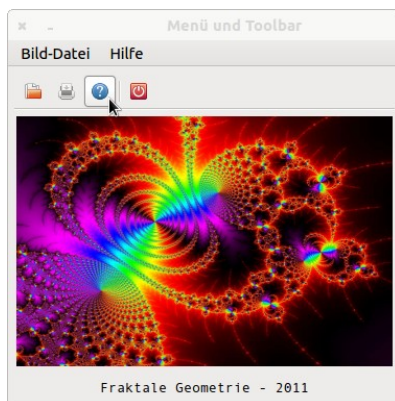 Menü und Toolbar
Bild-Datei Hilfe
Fraktale Geometrie - 2011